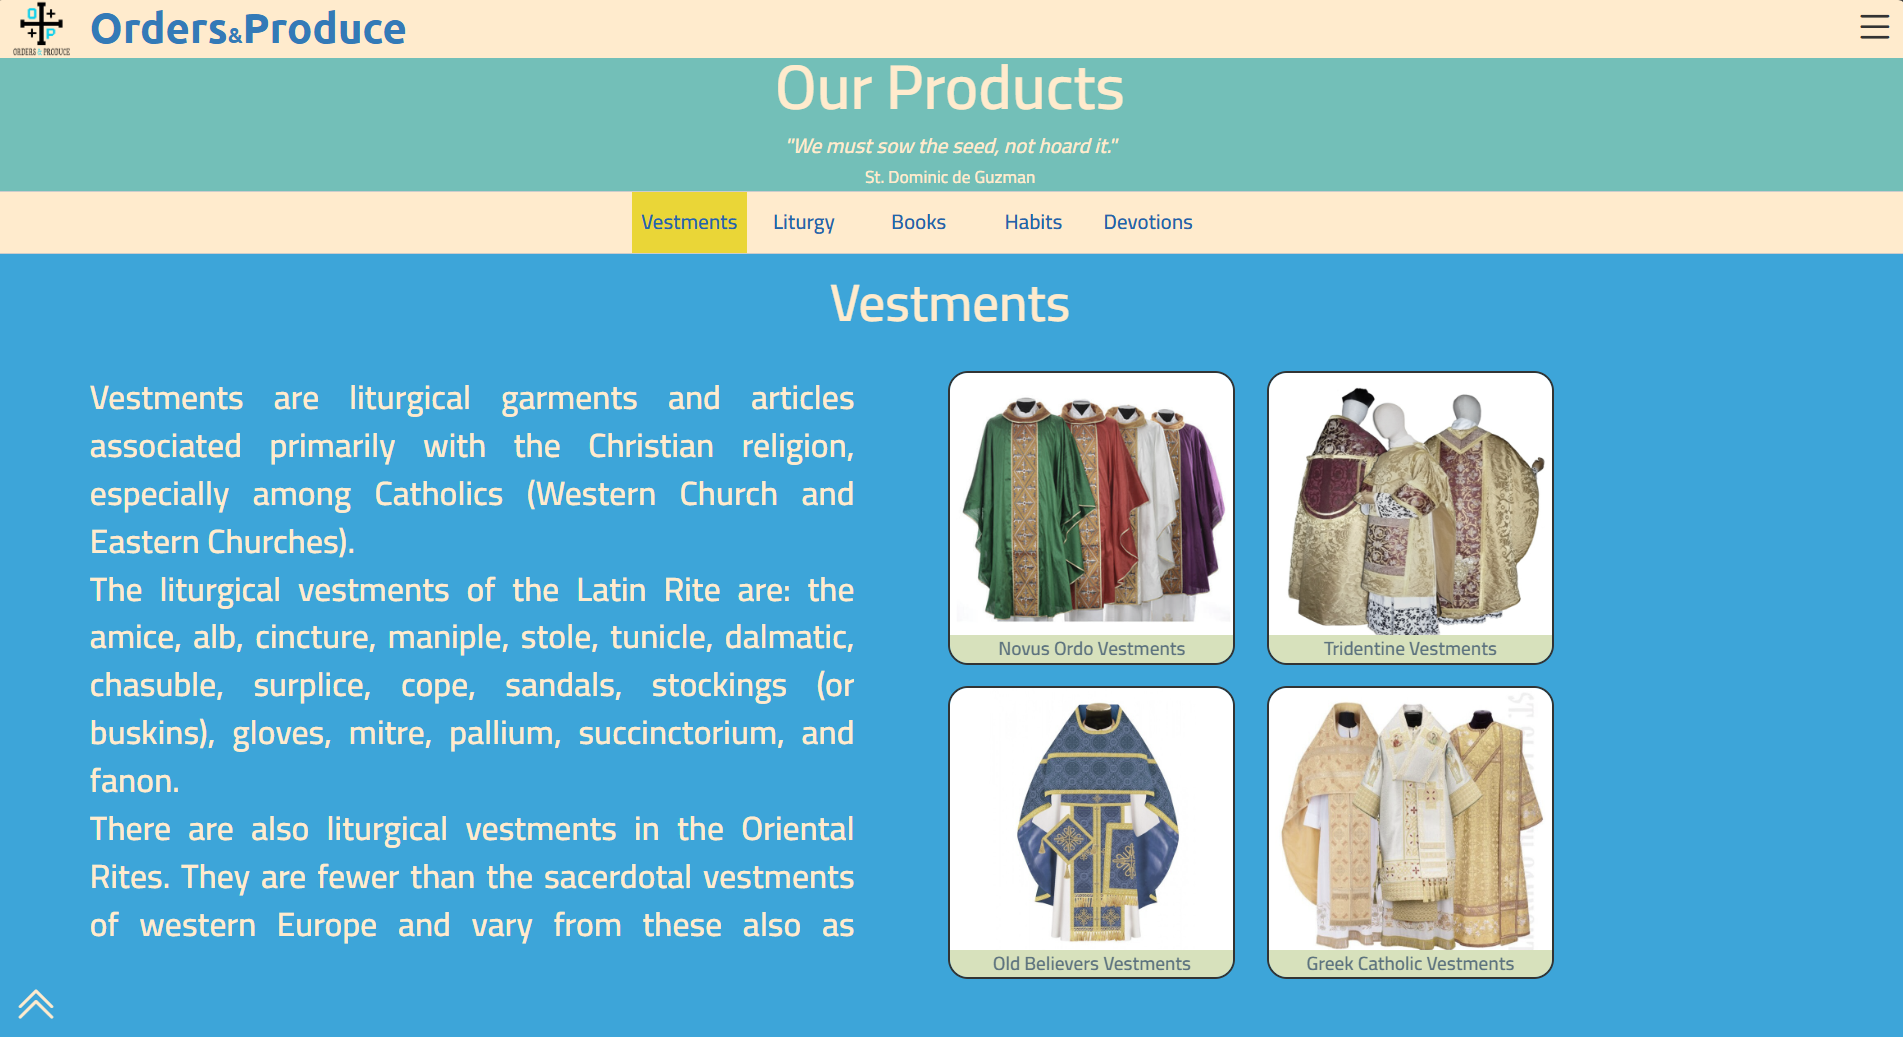 O
P
ORDERS & PRODUCE
Orders&Produce
Our Products
"We must sow the seed, not hoard it."
St. Dominic de Guzman
Vestments
Liturgy
Books
Habits
Devotions
Vestments
Vestments are liturgical garments and articles
associated primarily with the Christian religion,
especially among Catholics (Western Church and
Eastern Churches).
The liturgical vestments of the Latin Rite are: the
amice, alb, cincture, maniple, stole, tunicle, dalmatic,
chasuble, surplice, cope, sandals, stockings (or
buskins), gloves, mitre, pallium, succinctorium, and
fanon.
There are also liturgical vestments in the Oriental
Rites. They are fewer than the sacerdotal vestments
of western Europe and vary from these also as
Novus Ordo Vestments
Tridentine Vestments
Old Believers Vestments
Greek Catholic Vestments